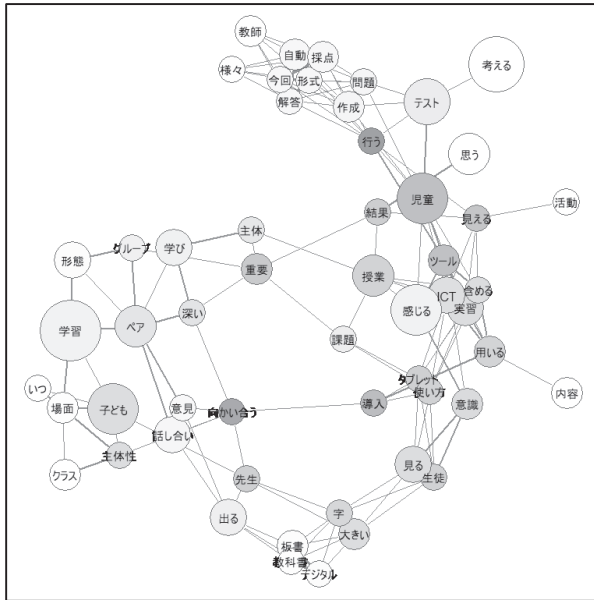 教師
自動
採点
様々
今回
形式
問題
考える
解答
作成
テスト
行う
思う
児童
結果
見える
活動
主体
グループ
学び
形態
重要
授業
ツール
ICT
含める
感じる
実習
深い
ペア
学習
課題
用いる
タブレット
使い方
いつ
場面
子ども
意見
向かい合う
導入
意識
内容
話し合い
主体性
クラス
先生
見る
生徒
出る
字
大きい
板書
教科書
デジタル